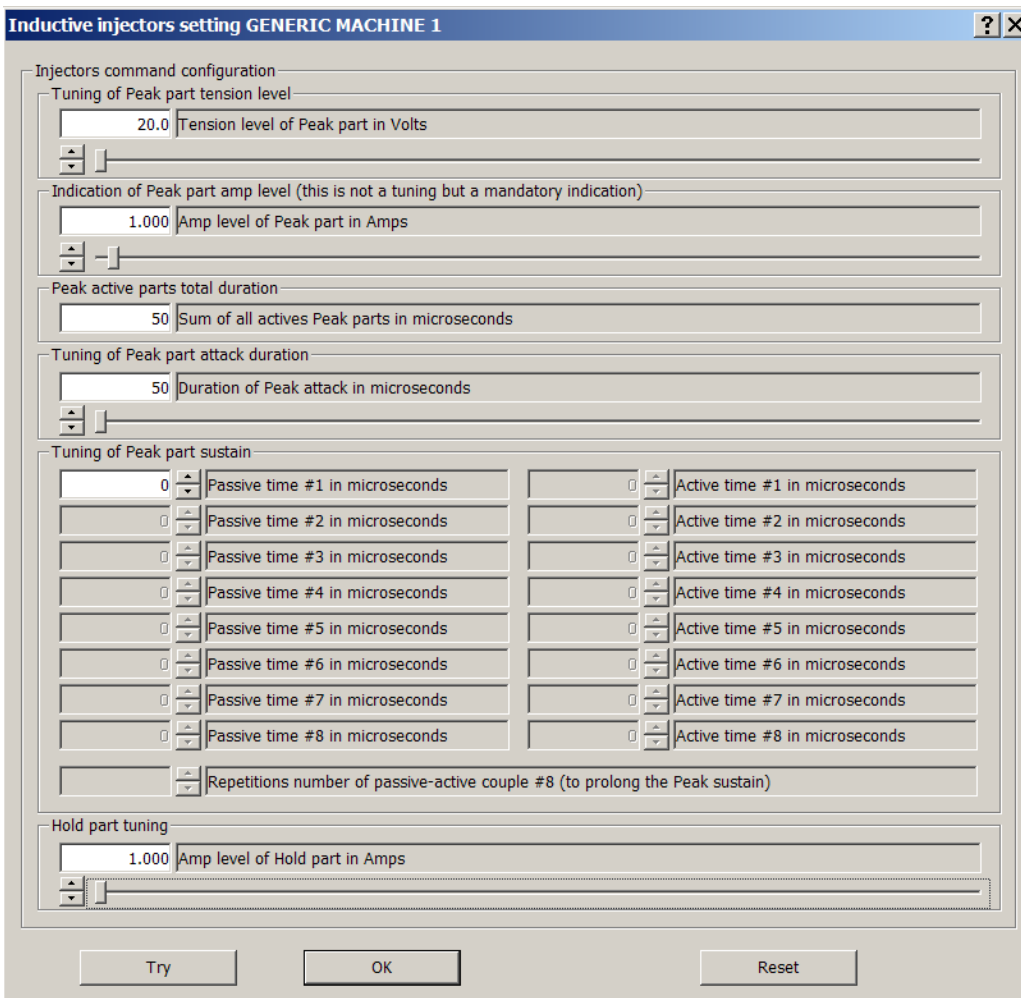 Inductive injectors setting GENERIC MACHINE 1
?
Injectors command configuration
Tuning of Peak part tension level
20.0 Tension level of Peak part in Volts
Indication of Peak part amp level (this is not a tuning but a mandatory indication)
1.000 Amp level of Peak part in Amps
Peak active parts total duration
50 Sum of all actives Peak parts in microseconds
Tuning of Peak part attack duration
50 Duration of Peak attack in microseconds
Tuning of Peak part sustain
0 Passive time #1 in microseconds 0 Active time #1 in microseconds
0 Passive time #2 in microseconds 0 Active time #2 in microseconds
0 Passive time #3 in microseconds 0 Active time #3 in microseconds
0 Passive time #4 in microseconds 0 Active time #4 in microseconds
0 Passive time #5 in microseconds 0 Active time #5 in microseconds
0 Passive time #6 in microseconds 0 Active time #6 in microseconds
0 Passive time #7 in microseconds 0 Active time #7 in microseconds
0 Passive time #8 in microseconds 0 Active time #8 in microseconds
Repetitions number of passive-active couple #8 (to prolong the Peak sustain)
Hold part tuning
1.000 Amp level of Hold part in Amps
Try OK Reset